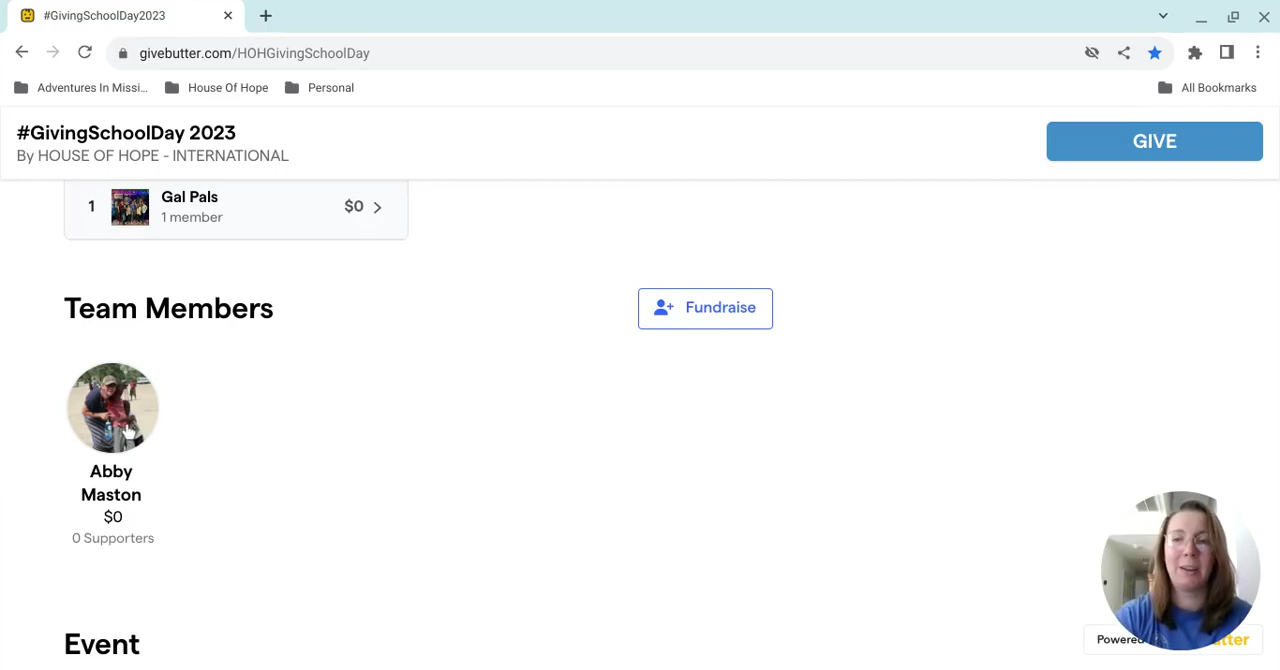 #GivingSchoolDay2023
givebutter.com/HOHGivingSchoolDay
Adventures In Missi...
House Of Hope
Personal
All Bookmarks
#GivingSchoolDay 2023
By HOUSE OF HOPE - INTERNATIONAL
GIVE
1
Gal Pals
1 member
$0
Team Members
Fundraise
Abby
Maston
$0
0 Supporters
Event
Powered